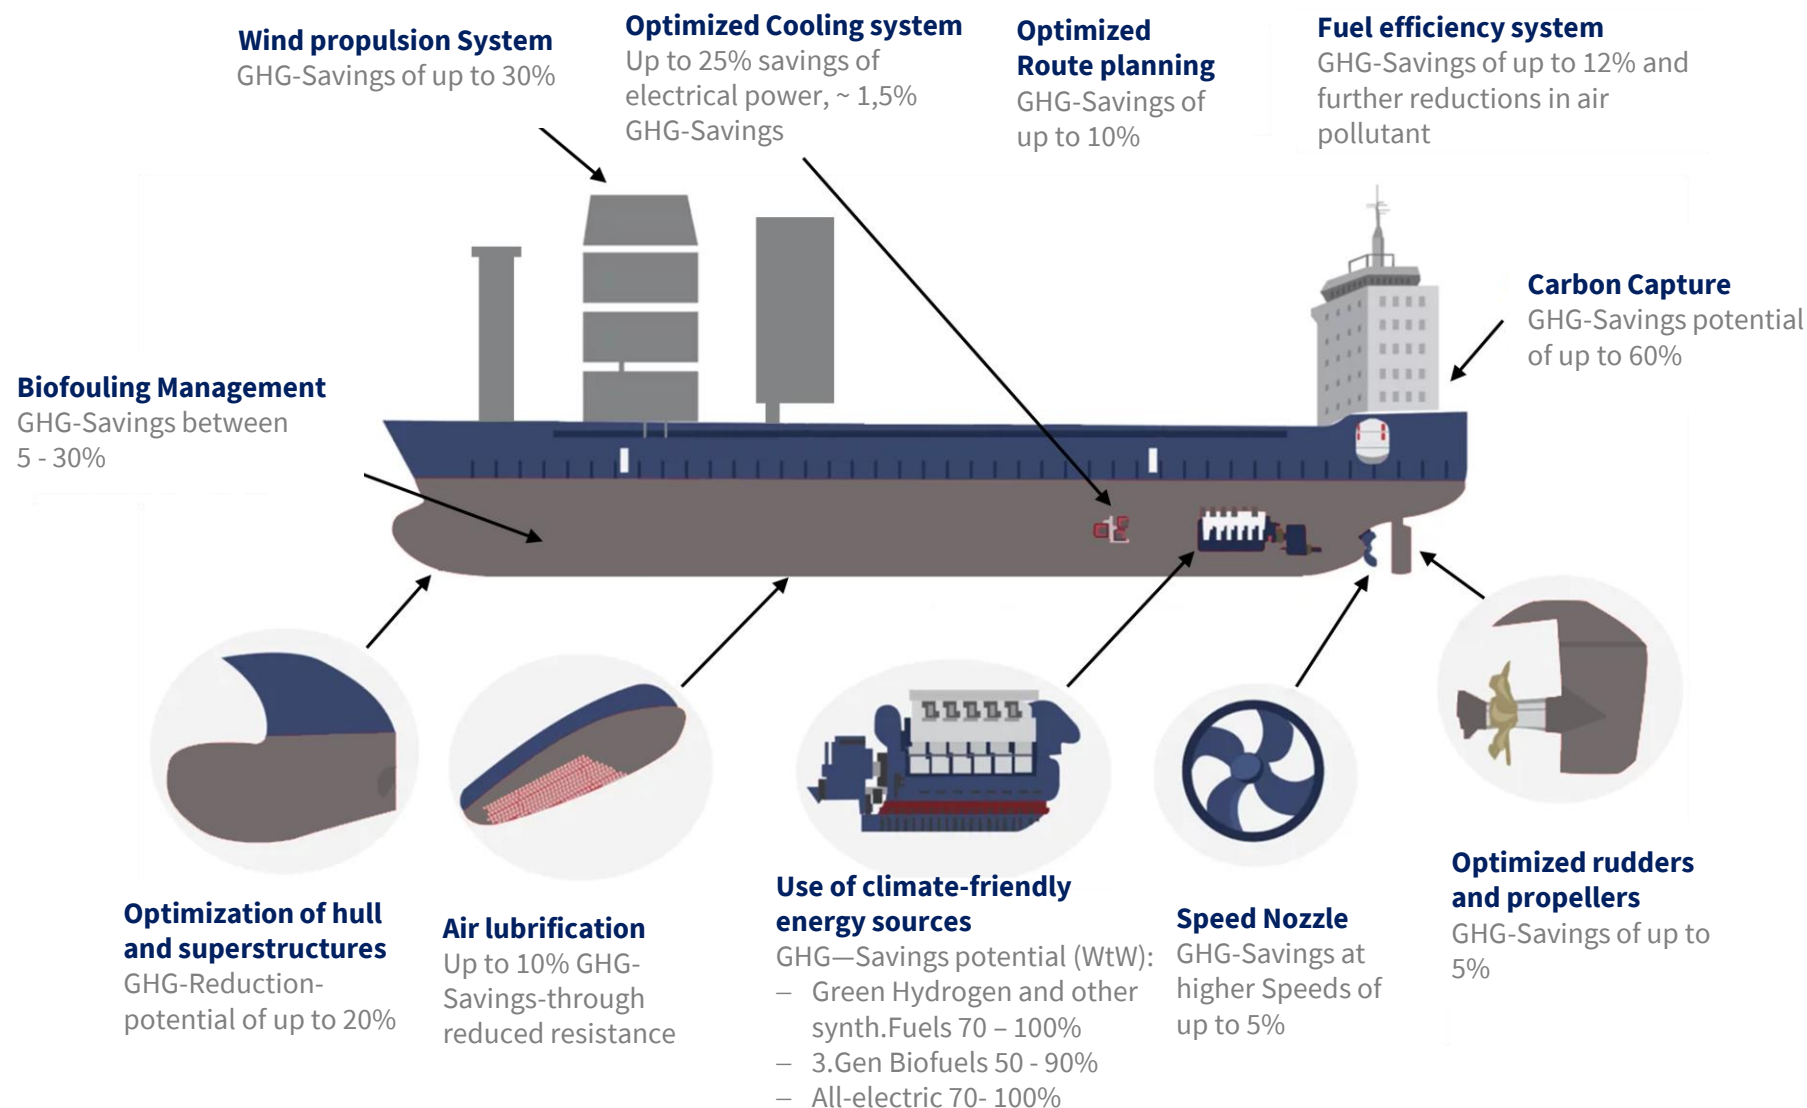 Wind propulsion System
GHG-Savings of up to 30%
Optimized Cooling system
Up to 25% savings of
electrical power, ~ 1,5%
GHG-Savings
Optimized
Route planning
GHG-Savings of
up to 10%
Fuel efficiency system
GHG-Savings of up to 12% and
further reductions in air
pollutant
Carbon Capture
GHG-Savings potential
of up to 60%
Biofouling Management
GHG-Savings between
5 - 30%
Optimization of hull
and superstructures
GHG-Reduction-
potential of up to 20%
Air lubrification
Up to 10% GHG-
Savings-through
reduced resistance
Use of climate-friendly
energy sources
GHG—Savings potential (WtW):
– Green Hydrogen and other
synth.Fuels 70 – 100%
– 3.Gen Biofuels 50 - 90%
– All-electric 70- 100%
Speed Nozzle
GHG-Savings at
higher Speeds of
up to 5%
Optimized rudders
and propellers
GHG-Savings of up to
5%